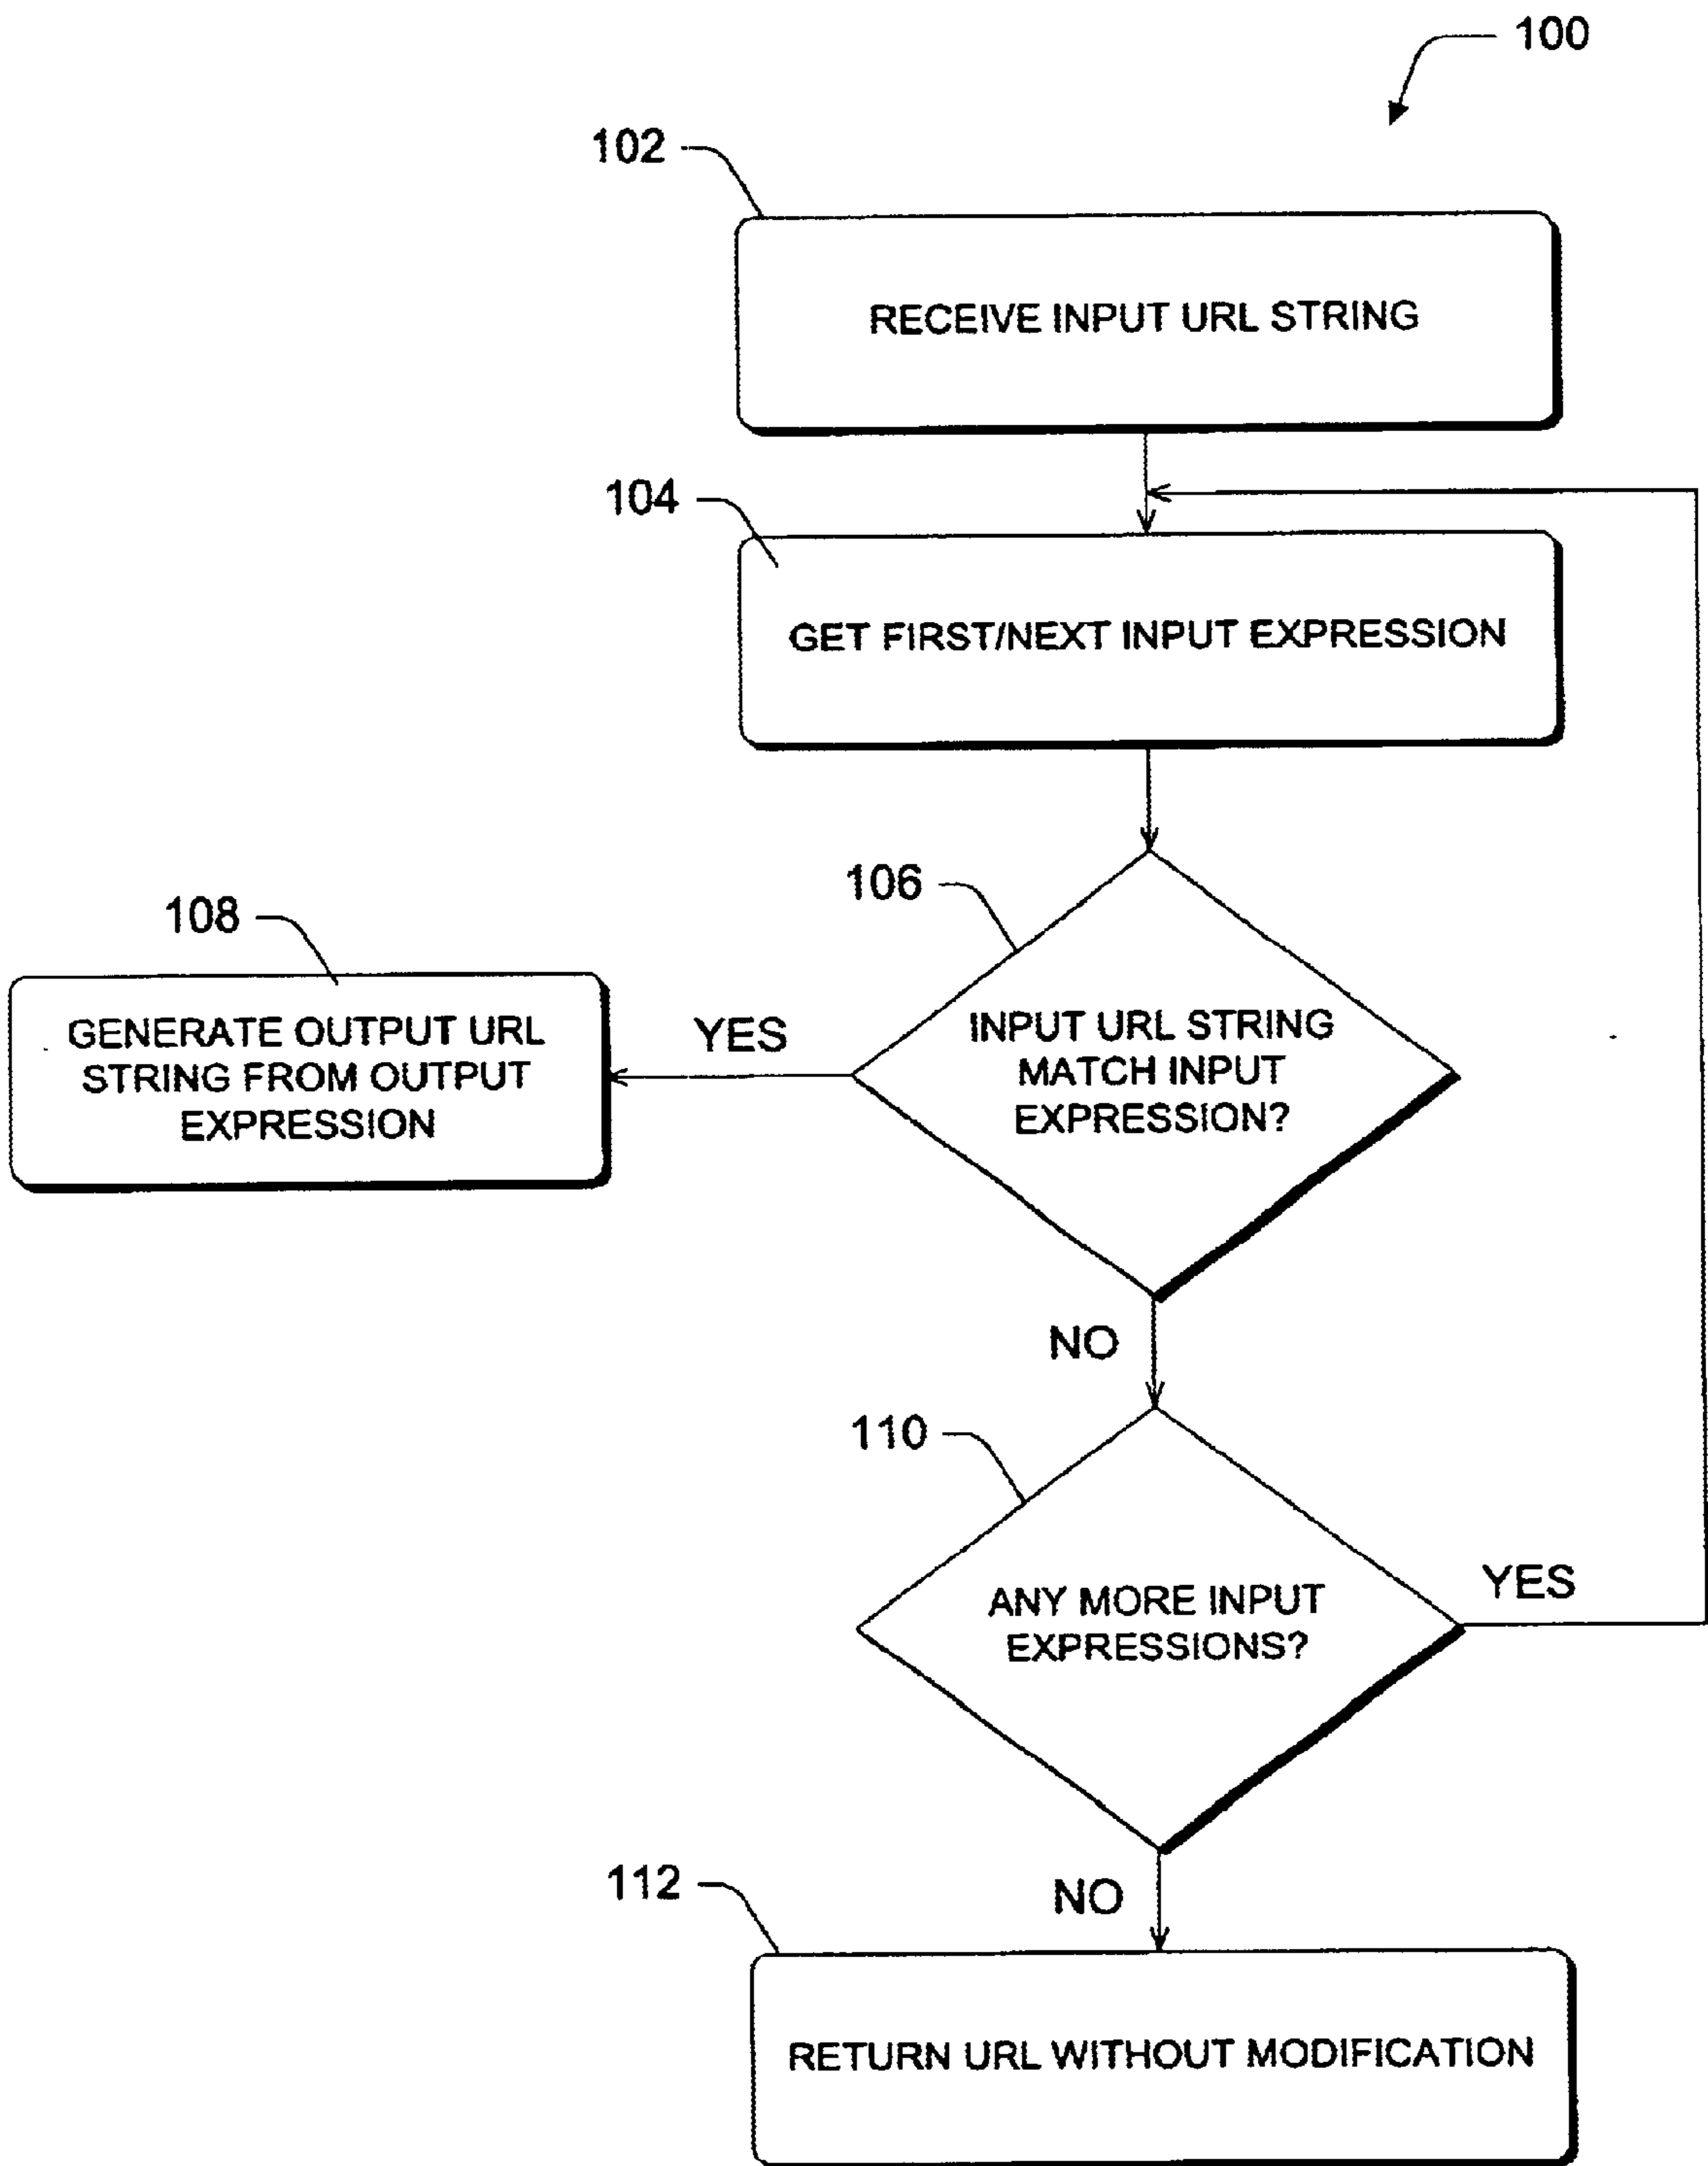 100
102
RECEIVE INPUT URL STRING
104
GET FIRST/NEXT INPUT EXPRESSION
106
INPUT URL STRING
MATCH INPUT
EXPRESSION?
YES
108
GENERATE OUTPUT URL
STRING FROM OUTPUT
EXPRESSION
NO
110
ANY MORE INPUT
EXPRESSIONS?
YES
NO
112
RETURN URL WITHOUT MODIFICATION